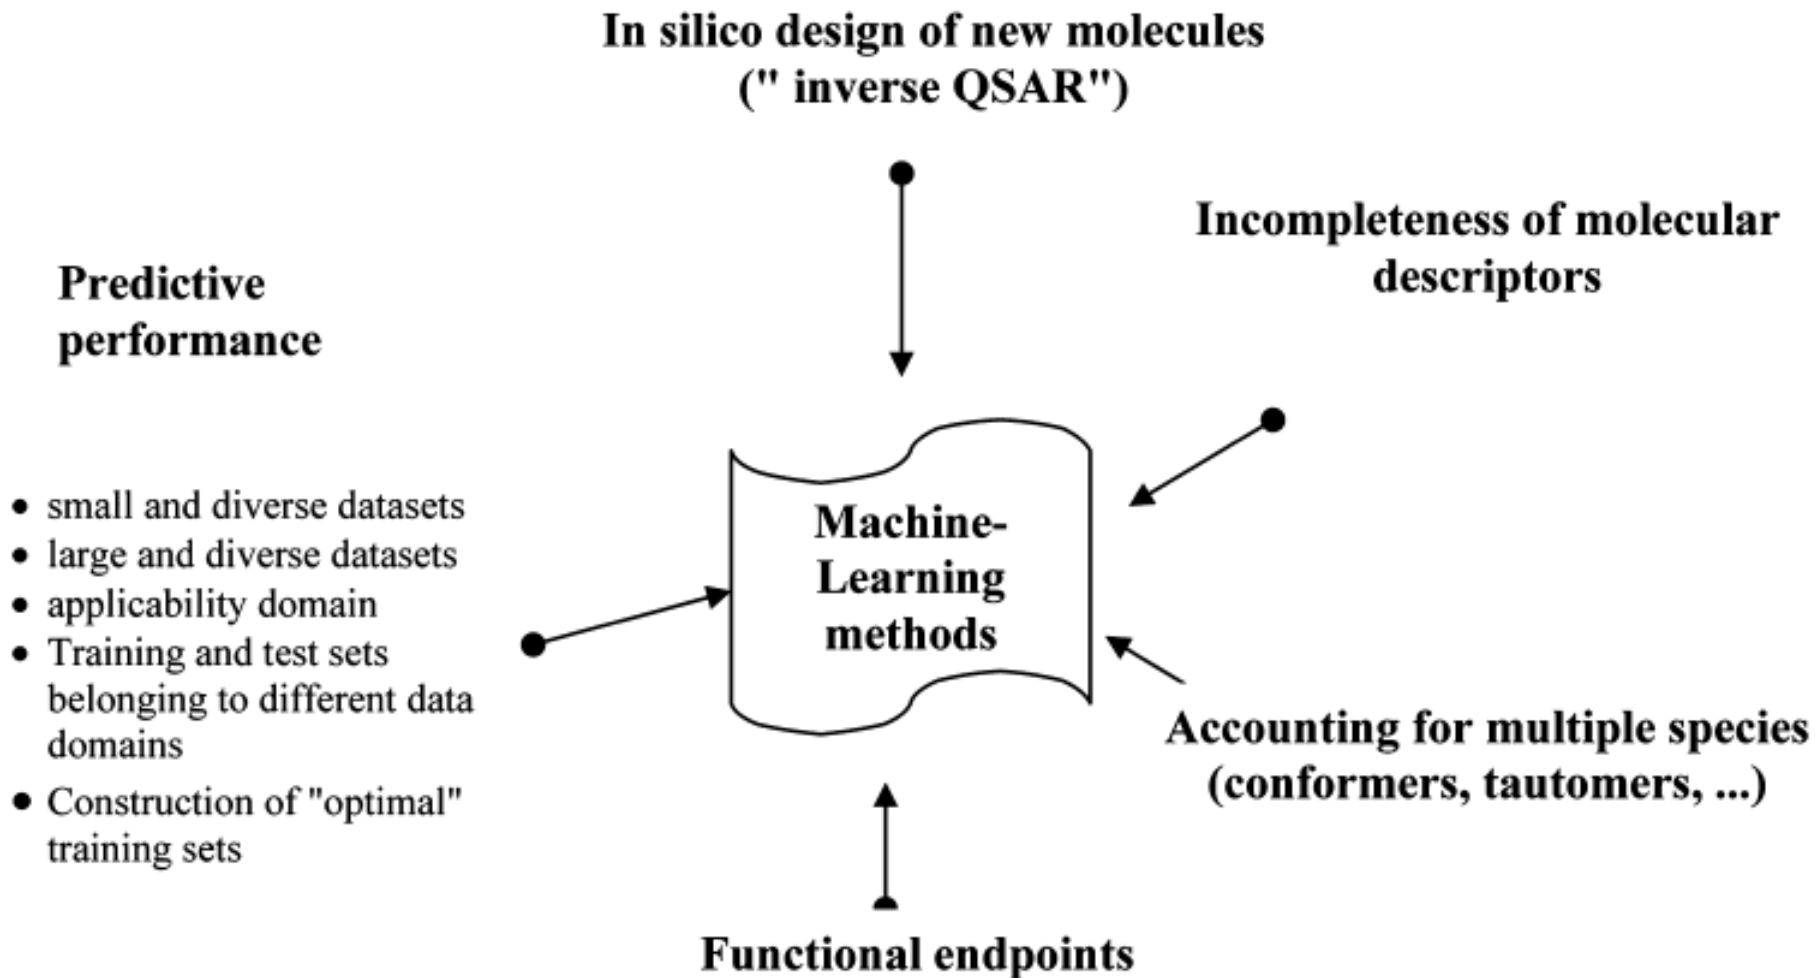 In silico design of new molecules
(" inverse QSAR")
Incompleteness of molecular
descriptors
Predictive
performance
• small and diverse datasets
• large and diverse datasets
• applicability domain
• Training and test sets
belonging to different data
domains
• Construction of "optimal"
training sets
Machine-
Learning
methods
Accounting for multiple species
(conformers, tautomers, ...)
Functional endpoints